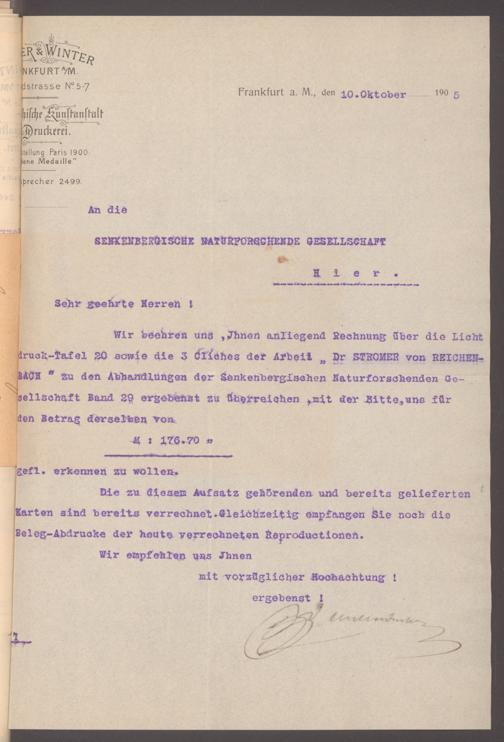 ER & WINTER
NKFURT A/M.
dstrasse No 5-7
hische Kunstanstalt
Druckerei.
ellung Paris 1900.
ene Medaille"
precher 2499.
Frankfurt a. M., den 10.Oktober 1905
An die
SENKENBERGISCHE NATURFORSCHENDE GESELLSCHAFT
Hier.
Sehr geehrte Herren !
Wir beehren uns ,Jhnen anliegend Rechnung über die Licht
druck-Tafel 20 sowie die 3 Cliches der Arbeit „ Dr STROMER von REICHEN-
BACH " zu den Abhandlungen der Senkenbergischen Naturforschenden Ge-
sellschaft Band 29 ergebenst zu überreichen ,mit der Bitte,uns für
den Betrag derselben von
M : 176.70 "
gefl. erkennen zu wollen.
Die zu diesem Aufsatz gehörenden und bereits gelieferten
Karten sind bereits verrechnet.Gleichzeitig empfangen Sie noch die
Beleg-Abdrucke der heute verrechneten Reproductionen.
Wir empfehlen uns Jhnen
mit vorzüglicher Hochachtung !
ergebenst !